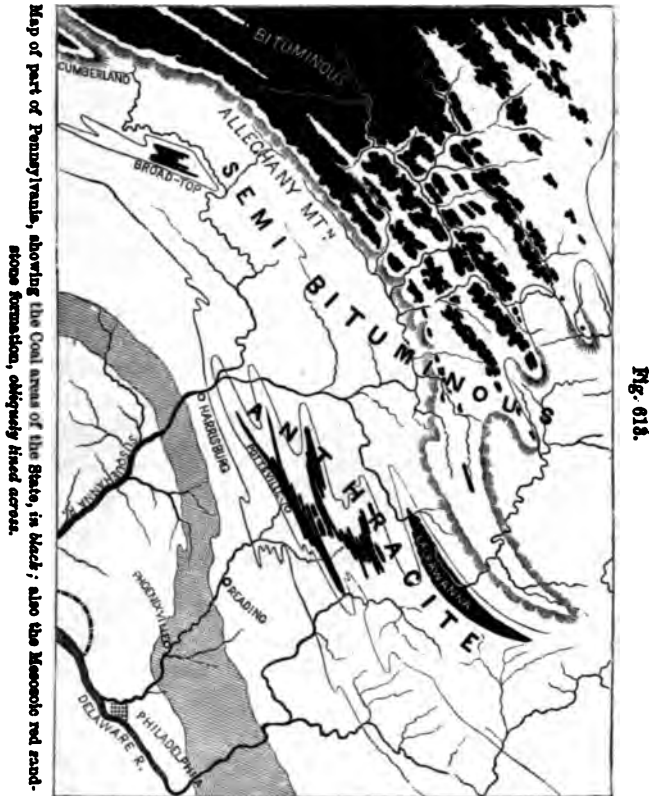 Fig. 613.
BITUMINOUS
CUMBERLAND
ALLEGHANY MTN
BROAD-TOP
SEMI BITUMINOUS
ANTHRACITE
HARRISBURG
POTTSVILLE
LACKAWANNA
SUSQUEHANNA R.
READING
PHOENIXVILLE
PHILADELPHIA
DELAWARE R.
Map of part of Pennsylvania, showing the Coal areas of the State, in black; also the Mesozoic red sand-
stone formation, obliquely lined across.